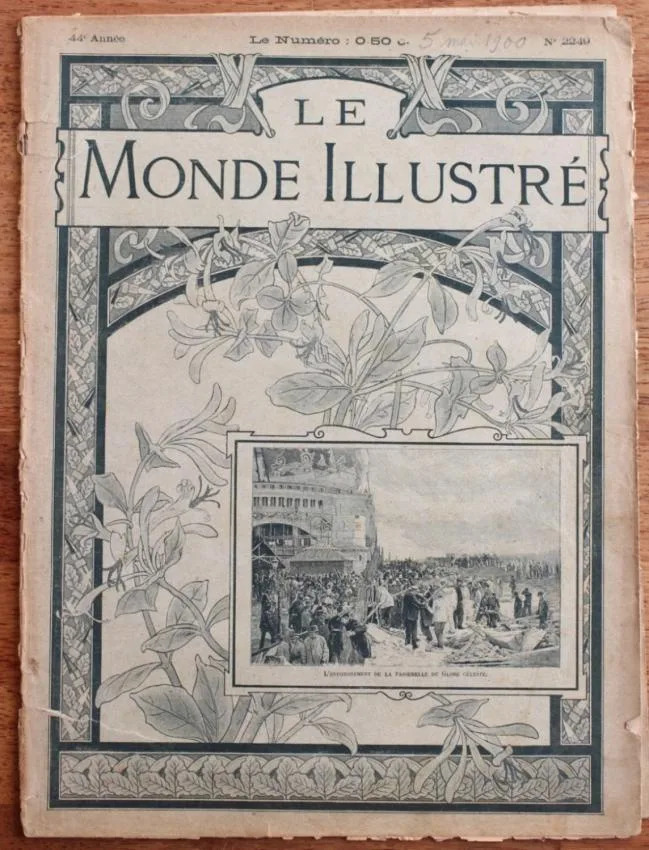 44e Année
Le Numéro : 0.50 c.
5 mai 1900
No 2249
LE
MONDE ILLUSTRÉ
L'EFFONDREMENT DE LA PASSERELLE DU GLOBE CÉLESTE.